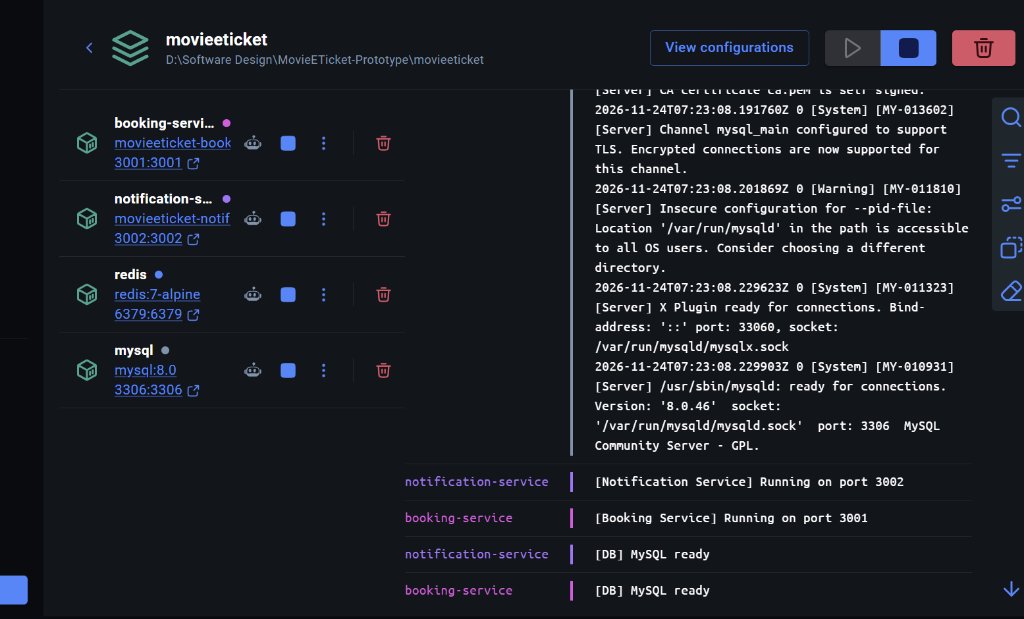 movieeticket
D:\Software Design\MovieETicket-Prototype\movieeticket
View configurations
booking-servi...
movieeticket-book
3001:3001
notification-s...
movieeticket-notif
3002:3002
redis
redis:7-alpine
6379:6379
mysql
mysql:8.0
3306:3306
[Server] CA certificate ca.pem is self signed.
2026-11-24T07:23:08.191760Z 0 [System] [MY-013602]
[Server] Channel mysql_main configured to support
TLS. Encrypted connections are now supported for
this channel.
2026-11-24T07:23:08.201869Z 0 [Warning] [MY-011810]
[Server] Insecure configuration for --pid-file:
Location '/var/run/mysqld' in the path is accessible
to all OS users. Consider choosing a different
directory.
2026-11-24T07:23:08.229623Z 0 [System] [MY-011323]
[Server] X Plugin ready for connections. Bind-
address: '::' port: 33060, socket:
/var/run/mysqld/mysqlx.sock
2026-11-24T07:23:08.229903Z 0 [System] [MY-010931]
[Server] /usr/sbin/mysqld: ready for connections.
Version: '8.0.46'  socket:
'/var/run/mysqld/mysqld.sock'  port: 3306  MySQL
Community Server - GPL.
notification-service [Notification Service] Running on port 3002
booking-service [Booking Service] Running on port 3001
notification-service [DB] MySQL ready
booking-service [DB] MySQL ready